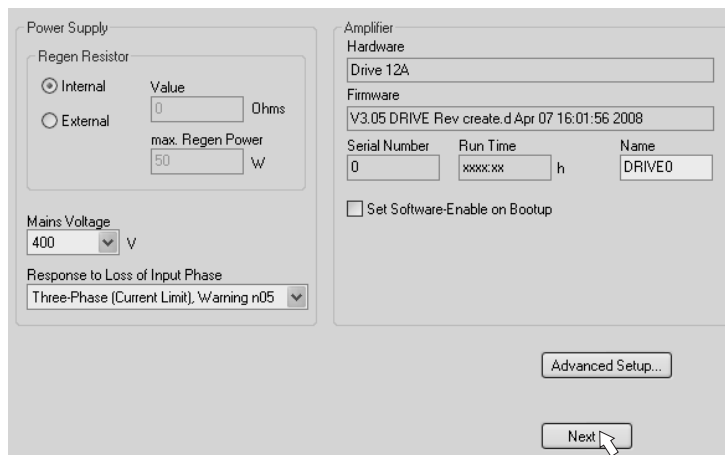 Power Supply
Regen Resistor
Internal
External
Value
0 Ohms
max. Regen Power
50 W
Mains Voltage
400 V
Response to Loss of Input Phase
Three-Phase (Current Limit), Warning n05
Amplifier
Hardware
Drive 12A
Firmware
V3.05 DRIVE Rev create.d Apr 07 16:01:56 2008
Serial Number Run Time Name
0 xxxx:xx h DRIVE0
Set Software-Enable on Bootup
Advanced Setup...
Next